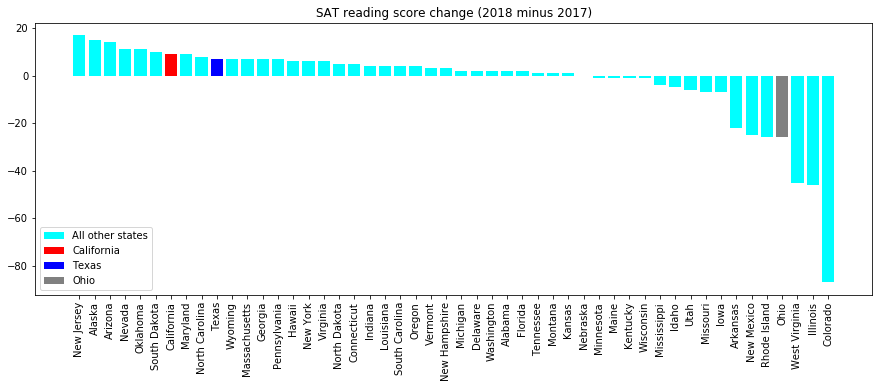 SAT reading score change (2018 minus 2017)
20
0
−20
−40
−60
−80
All other states
California
Texas
Ohio
New Jersey
Alaska
Arizona
Nevada
Oklahoma
South Dakota
California
Maryland
North Carolina
Texas
Wyoming
Massachusetts
Georgia
Pennsylvania
Hawaii
New York
Virginia
North Dakota
Connecticut
Indiana
Louisiana
South Carolina
Oregon
Vermont
New Hampshire
Michigan
Delaware
Washington
Alabama
Florida
Tennessee
Montana
Kansas
Nebraska
Minnesota
Maine
Kentucky
Wisconsin
Mississippi
Idaho
Utah
Missouri
Iowa
Arkansas
New Mexico
Rhode Island
Ohio
West Virginia
Illinois
Colorado